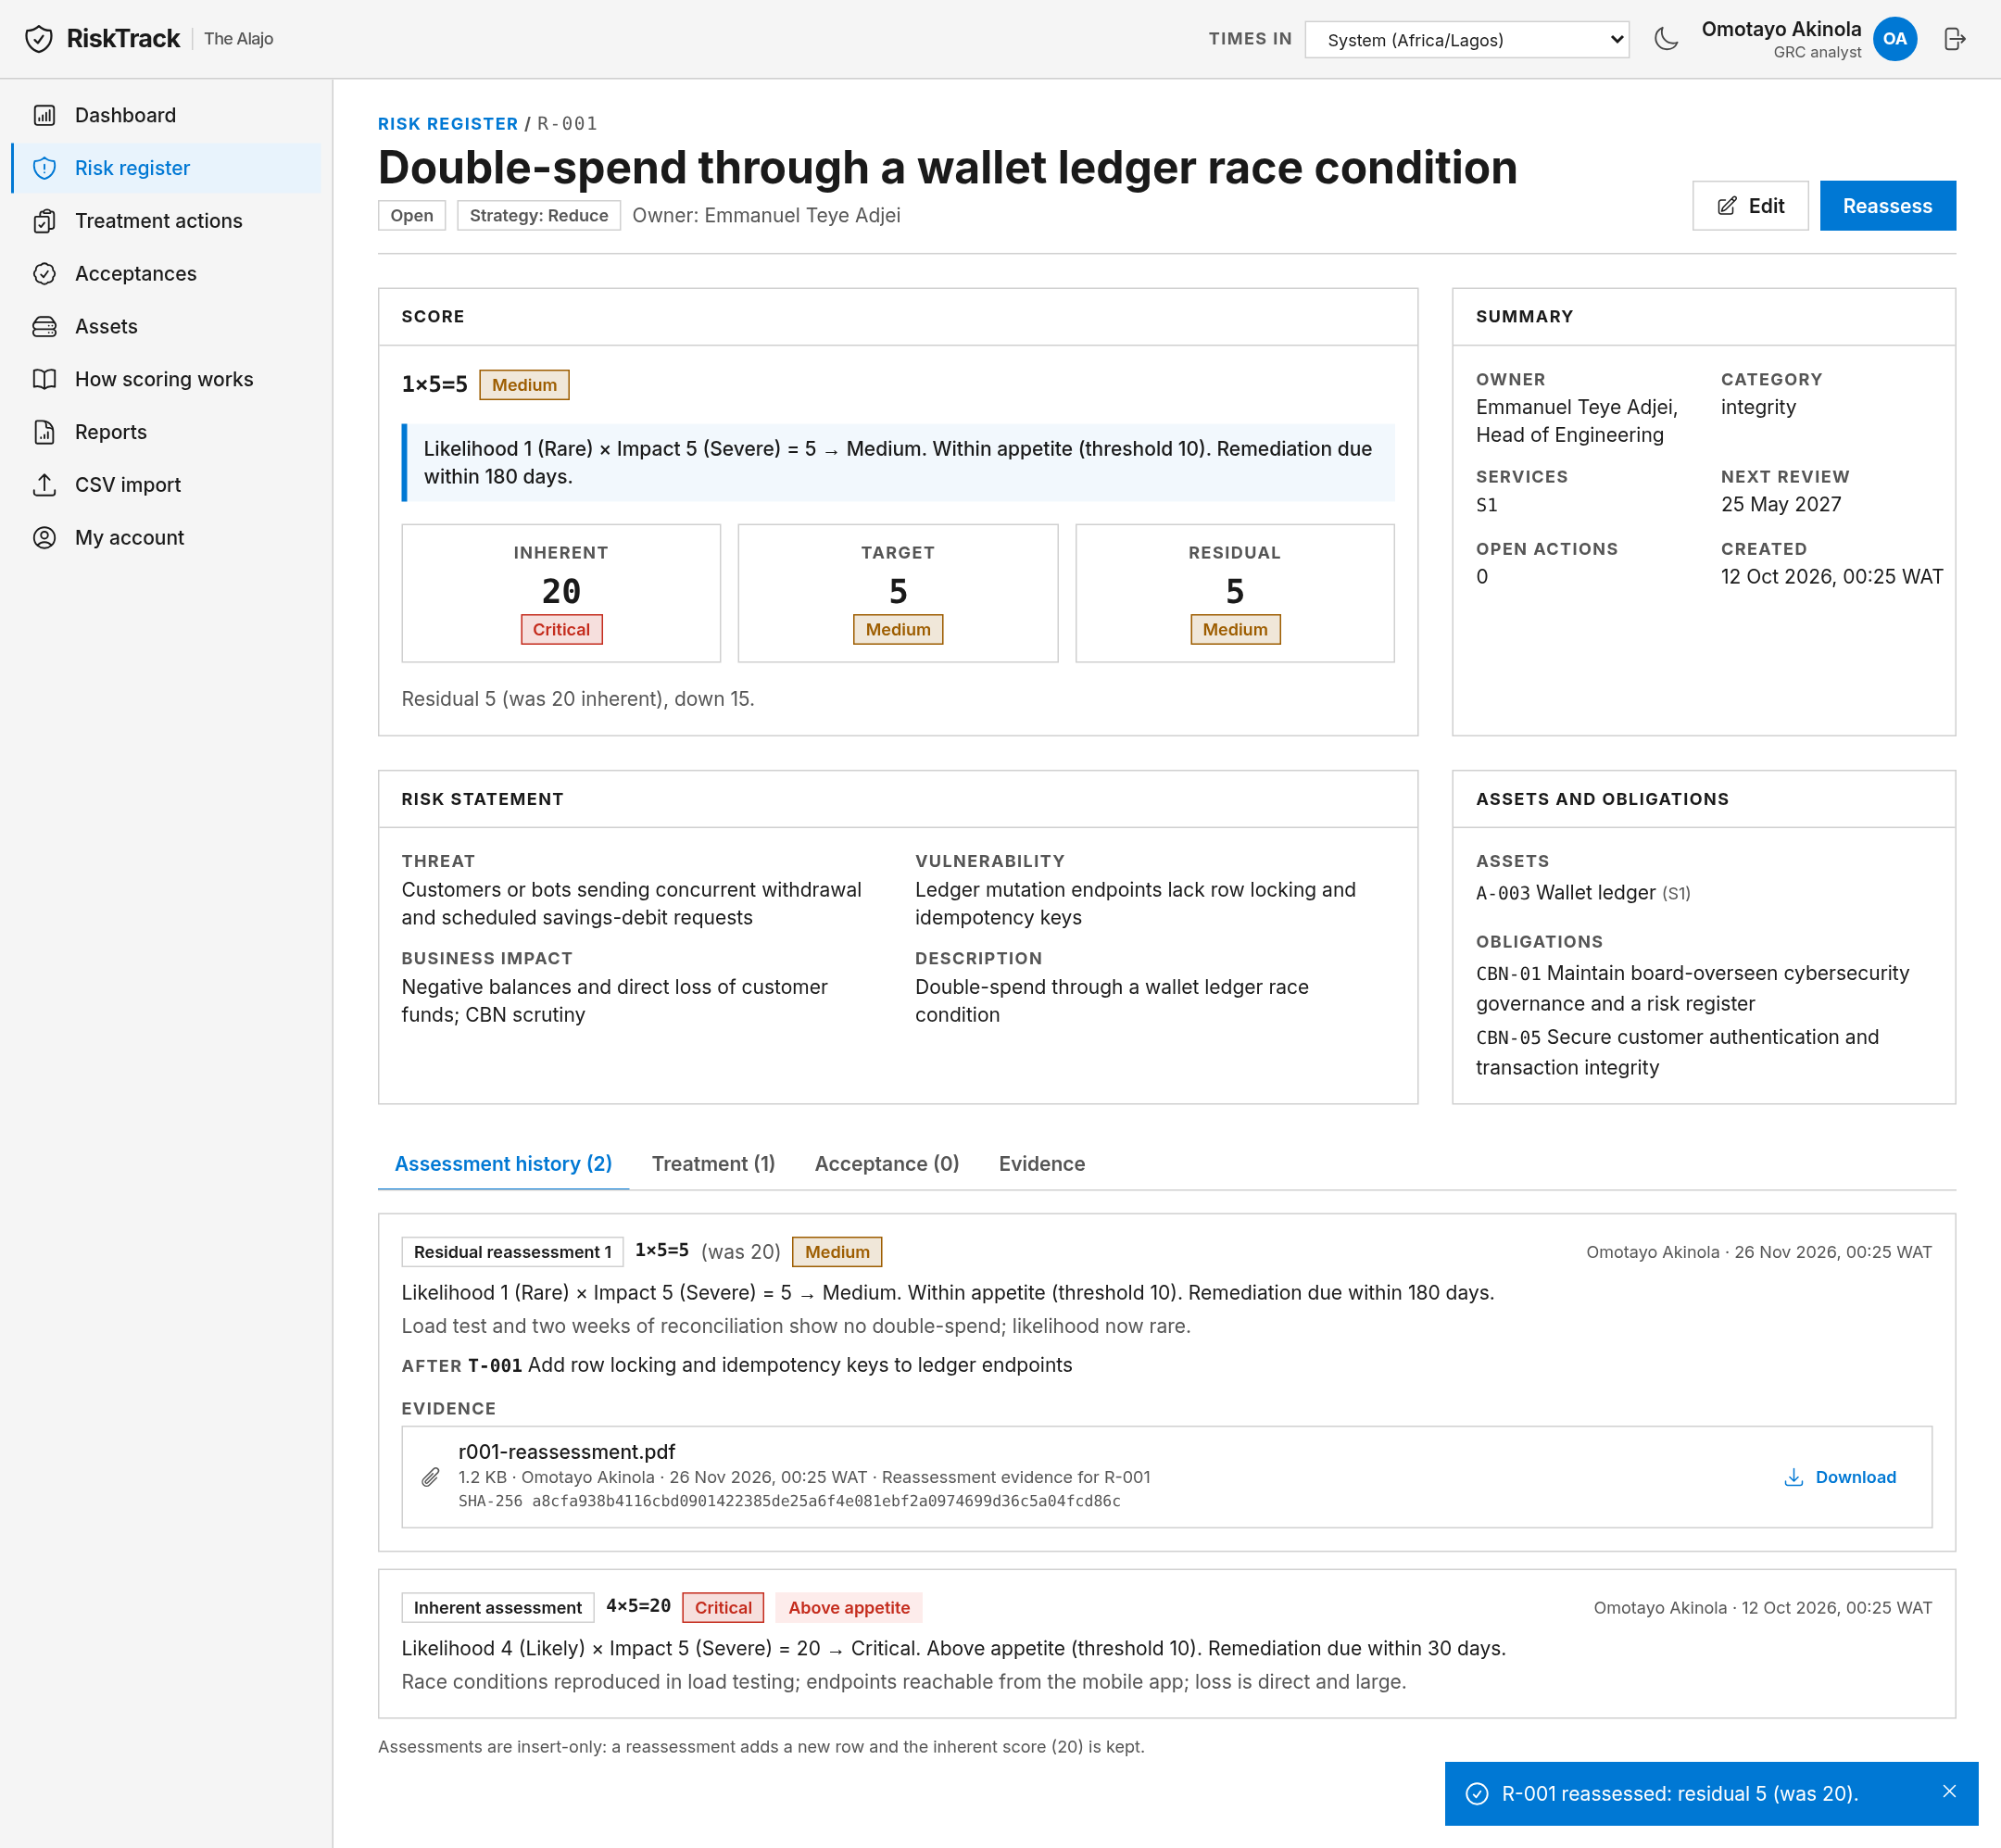 RiskTrack
The Alajo
TIMES IN
System (Africa/Lagos)
Omotayo Akinola
GRC analyst
OA
Dashboard
Risk register
Treatment actions
Acceptances
Assets
How scoring works
Reports
CSV import
My account
RISK REGISTER / R-001
Double-spend through a wallet ledger race condition
Open
Strategy: Reduce
Owner: Emmanuel Teye Adjei
Edit
Reassess
SCORE
1×5=5
Medium
Likelihood 1 (Rare) × Impact 5 (Severe) = 5 → Medium. Within appetite (threshold 10). Remediation due
within 180 days.
INHERENT
20
Critical
TARGET
5
Medium
RESIDUAL
5
Medium
Residual 5 (was 20 inherent), down 15.
SUMMARY
OWNER
Emmanuel Teye Adjei,
Head of Engineering
CATEGORY
integrity
SERVICES
S1
NEXT REVIEW
25 May 2027
OPEN ACTIONS
0
CREATED
12 Oct 2026, 00:25 WAT
RISK STATEMENT
THREAT
Customers or bots sending concurrent withdrawal
and scheduled savings-debit requests
VULNERABILITY
Ledger mutation endpoints lack row locking and
idempotency keys
BUSINESS IMPACT
Negative balances and direct loss of customer
funds; CBN scrutiny
DESCRIPTION
Double-spend through a wallet ledger race
condition
ASSETS AND OBLIGATIONS
ASSETS
A-003 Wallet ledger (S1)
OBLIGATIONS
CBN-01 Maintain board-overseen cybersecurity
governance and a risk register
CBN-05 Secure customer authentication and
transaction integrity
Assessment history (2)
Treatment (1)
Acceptance (0)
Evidence
Residual reassessment 1
1×5=5
(was 20)
Medium
Omotayo Akinola · 26 Nov 2026, 00:25 WAT
Likelihood 1 (Rare) × Impact 5 (Severe) = 5 → Medium. Within appetite (threshold 10). Remediation due within 180 days.
Load test and two weeks of reconciliation show no double-spend; likelihood now rare.
AFTER T-001 Add row locking and idempotency keys to ledger endpoints
EVIDENCE
r001-reassessment.pdf
1.2 KB · Omotayo Akinola · 26 Nov 2026, 00:25 WAT · Reassessment evidence for R-001
SHA-256 a8cfa938b4116cbd0901422385de25a6f4e081ebf2a0974699d36c5a04fcd86c
Download
Inherent assessment
4×5=20
Critical
Above appetite
Omotayo Akinola · 12 Oct 2026, 00:25 WAT
Likelihood 4 (Likely) × Impact 5 (Severe) = 20 → Critical. Above appetite (threshold 10). Remediation due within 30 days.
Race conditions reproduced in load testing; endpoints reachable from the mobile app; loss is direct and large.
Assessments are insert-only: a reassessment adds a new row and the inherent score (20) is kept.
R-001 reassessed: residual 5 (was 20).